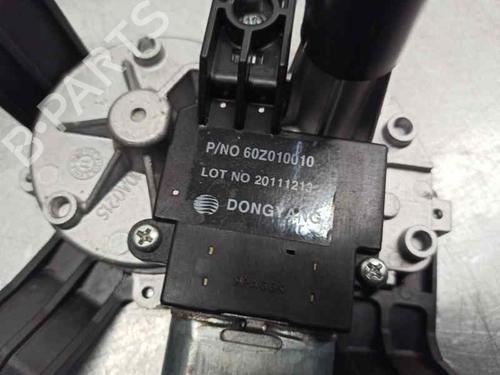 B-PARTS
P/NO 60Z010010
LOT NO 20111213
DONGYANG